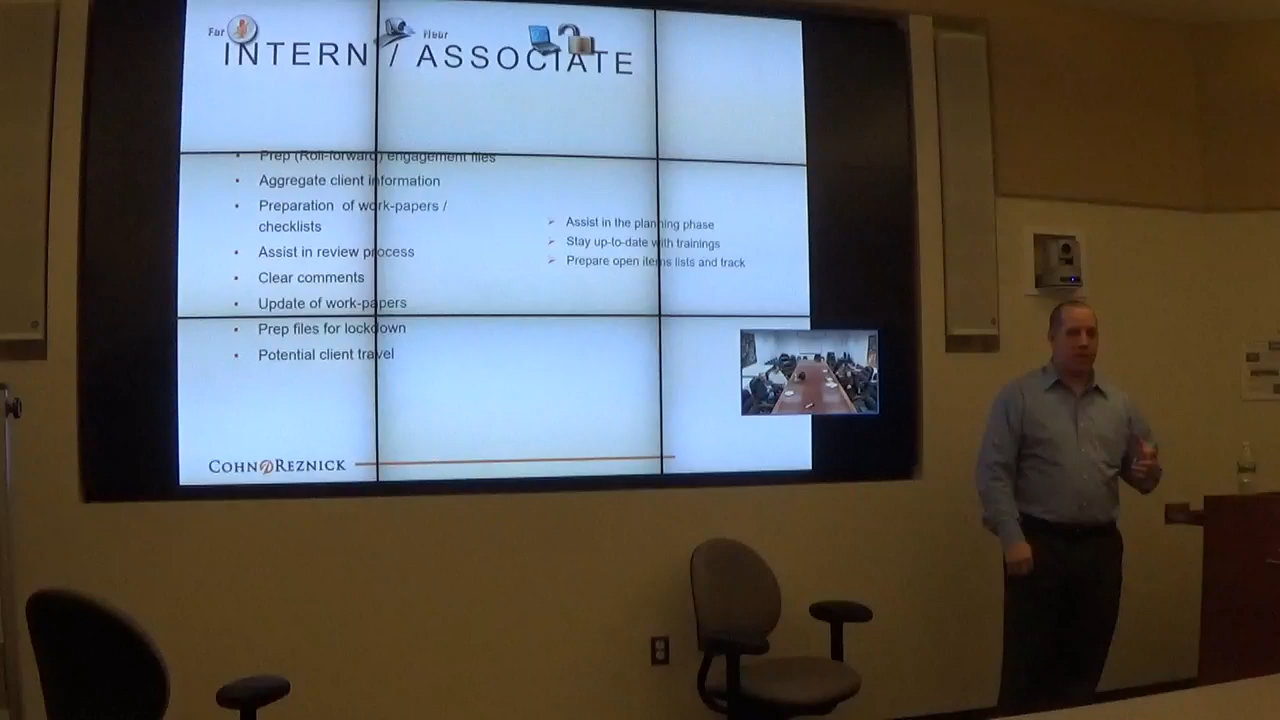 Far
Near
INTERN / ASSOCIATE
• Prep (Roll-forward) engagement files
• Aggregate client information
• Preparation of work-papers /
checklists
• Assist in review process
• Clear comments
• Update of work-papers
• Prep files for lockdown
• Potential client travel
➢ Assist in the planning phase
➢ Stay up-to-date with trainings
➢ Prepare open items lists and track
COHNREZNICK